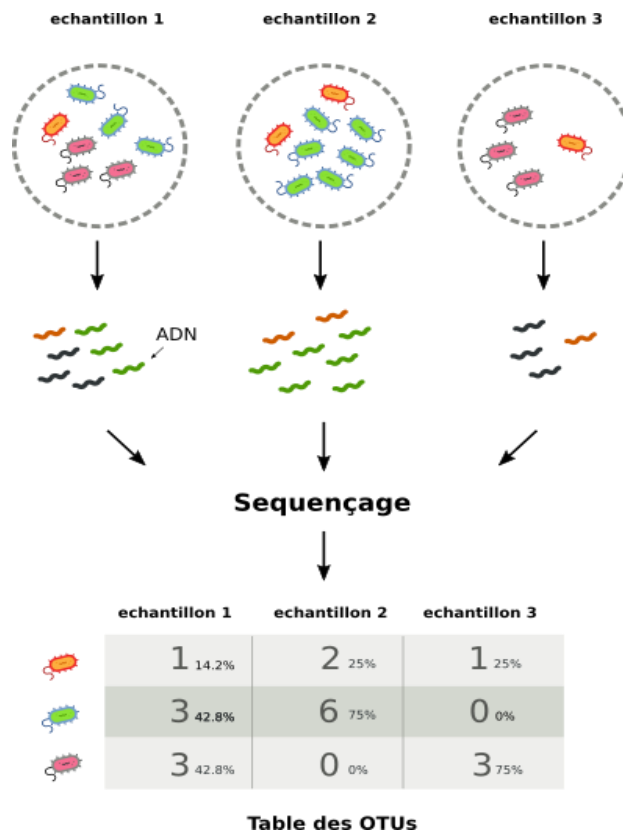 echantillon 1 echantillon 2 echantillon 3
ADN
Sequençage
echantillon 1 echantillon 2 echantillon 3
1 14.2% 2 25% 1 25%
3 42.8% 6 75% 0 0%
3 42.8% 0 0% 3 75%
Table des OTUs